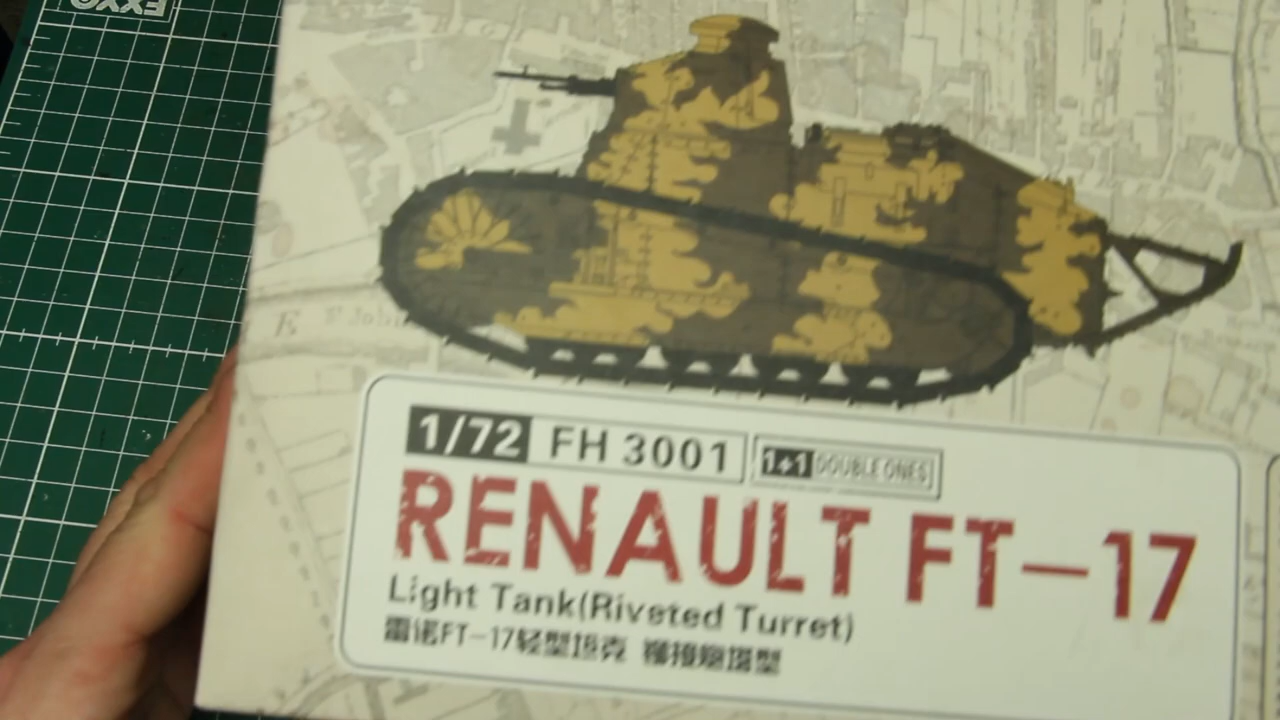 1/72 FH 3001 1+1 DOUBLE ONES
RENAULT FT-17
Light Tank(Riveted Turret)
雷诺FT-17轻型坦克 铆接炮塔型